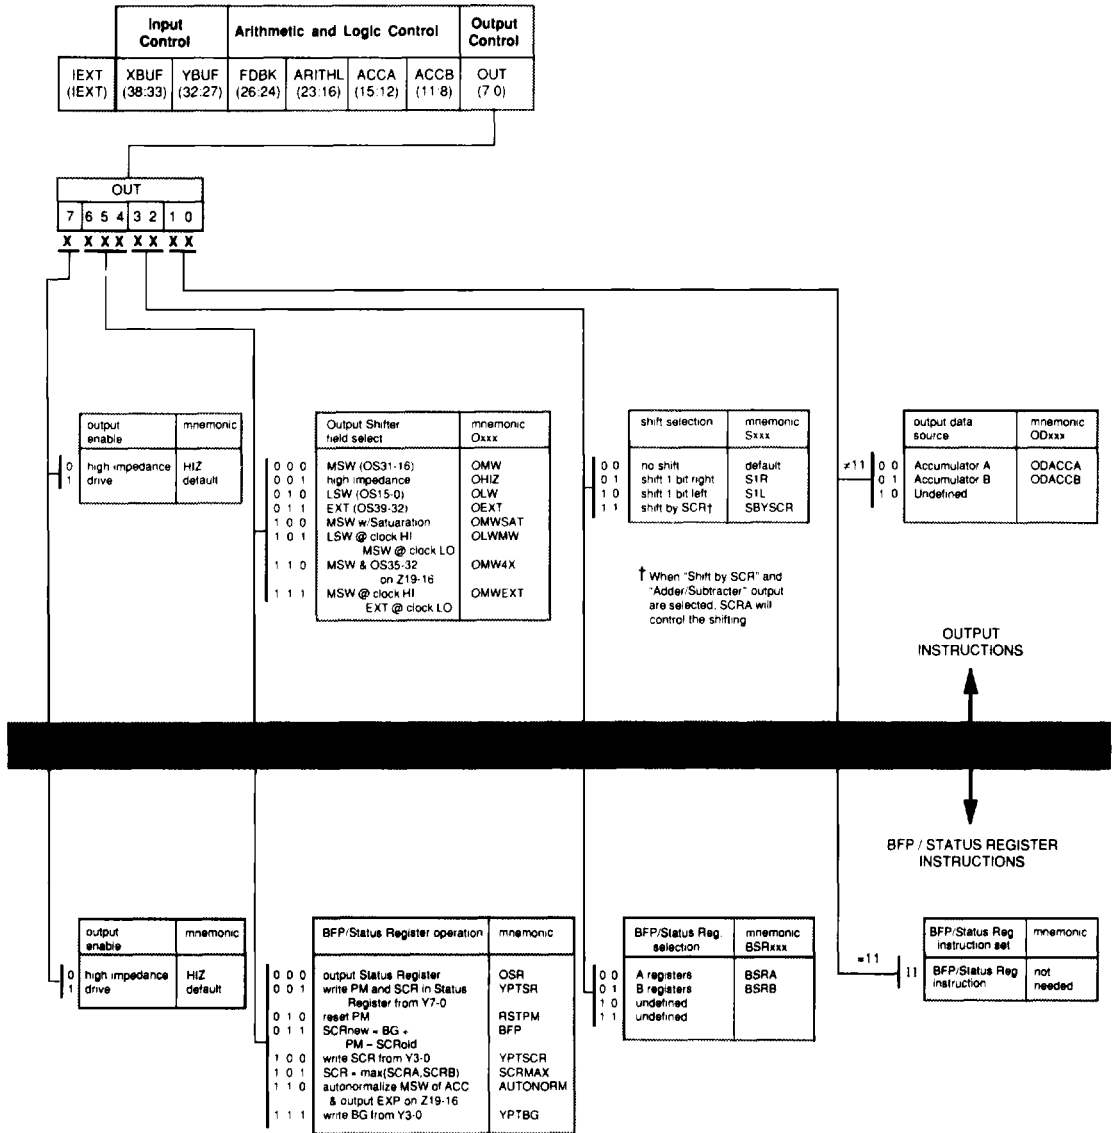 Input Control
Arithmetic and Logic Control
Output Control
IEXT (IEXT)
XBUF (38:33)
YBUF (32:27)
FDBK (26:24)
ARITHL (23:16)
ACCA (15:12)
ACCB (11:8)
OUT (7 0)
OUT
7 6 5 4 3 2 1 0
X X X X X X X X
output enable mnemonic
0 high impedance HIZ
1 drive default
Output Shifter field select mnemonic Oxxx
0 0 0 MSW (OS31-16) OMW
0 0 1 high impedance OHIZ
0 1 0 LSW (OS15-0) OLW
0 1 1 EXT (OS39-32) OEXT
1 0 0 MSW w/Satuaration OMWSAT
1 0 1 LSW @ clock HI OLWMW
MSW @ clock LO
1 1 0 MSW & OS35-32 OMW4X
on Z19-16
1 1 1 MSW @ clock HI OMWEXT
EXT @ clock LO
shift selection mnemonic Sxxx
0 0 no shift default
0 1 shift 1 bit right S1R
1 0 shift 1 bit left S1L
1 1 shift by SCR† SBYSCR
† When "Shift by SCR" and
"Adder/Subtracter" output
are selected, SCRA will
control the shifting
≠11
output data source mnemonic ODxxx
0 0 Accumulator A ODACCA
0 1 Accumulator B ODACCB
1 0 Undefined
OUTPUT
INSTRUCTIONS
BFP / STATUS REGISTER
INSTRUCTIONS
output enable mnemonic
0 high impedance HIZ
1 drive default
BFP/Status Register operation mnemonic
0 0 0 output Status Register OSR
0 0 1 write PM and SCR in Status YPTSR
Register from Y7-0
0 1 0 reset PM RSTPM
0 1 1 SCRnew = BG + BFP
PM – SCRold
1 0 0 write SCR from Y3-0 YPTSCR
1 0 1 SCR = max(SCRA,SCRB) SCRMAX
1 1 0 autonormalize MSW of ACC AUTONORM
& output EXP on Z19-16
1 1 1 write BG from Y3-0 YPTBG
BFP/Status Reg. selection mnemonic BSRxxx
0 0 A registers BSRA
0 1 B registers BSRB
1 0 undefined
1 1 undefined
=11
BFP/Status Reg instruction set mnemonic
11 BFP/Status Reg instruction not needed